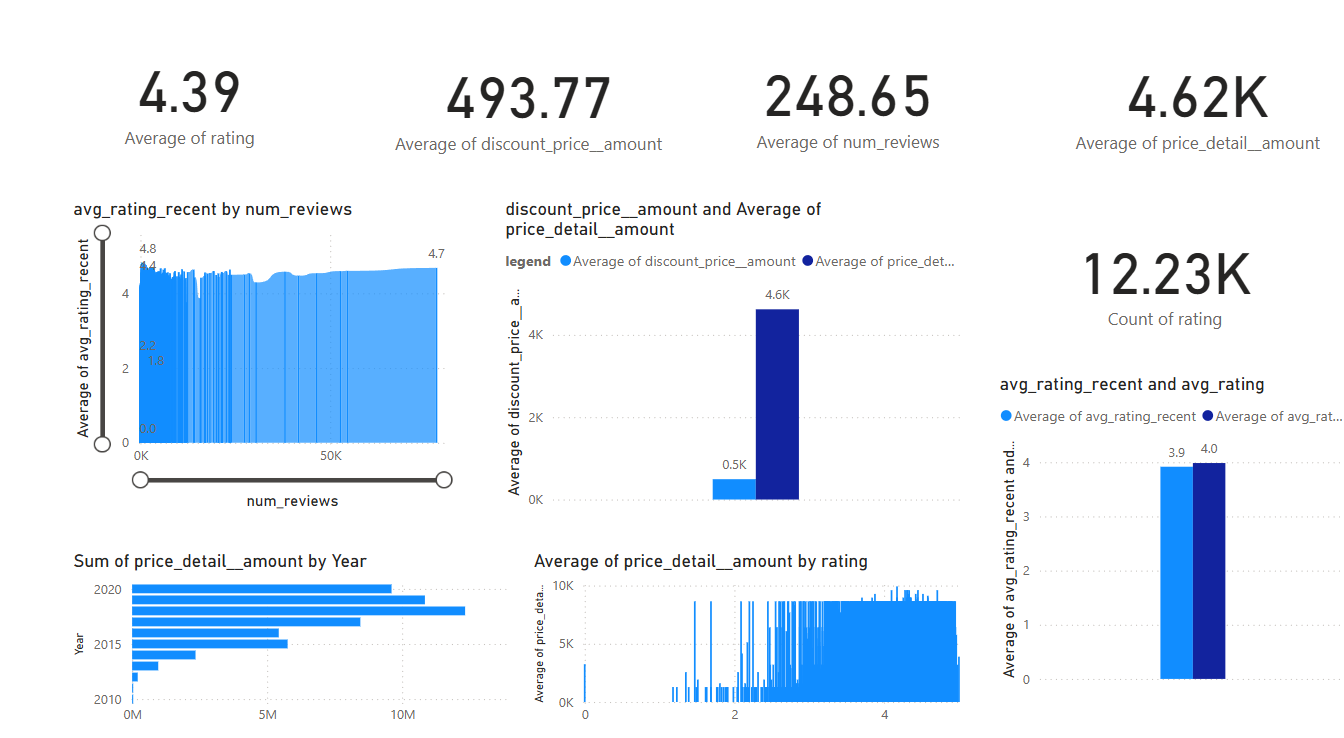 4.39
Average of rating
493.77
Average of discount_price__amount
248.65
Average of num_reviews
4.62K
Average of price_detail__amount
avg_rating_recent by num_reviews
Average of avg_rating_recent
4.8
4.4
4.7
4
2.2
2
1.8
0.0
0
0K
50K
num_reviews
discount_price__amount and Average of
price_detail__amount
legend
Average of discount_price__amount
Average of price_det...
Average of discount_price__a...
4.6K
4K
2K
0.5K
0K
12.23K
Count of rating
avg_rating_recent and avg_rating
Average of avg_rating_recent
Average of avg_rat...
Average of avg_rating_recent and...
3.9
4.0
4
3
2
1
0
Sum of price_detail__amount by Year
Year
2020
2015
2010
0M
5M
10M
Average of price_detail__amount by rating
Average of price_deta...
10K
5K
0K
0
2
4